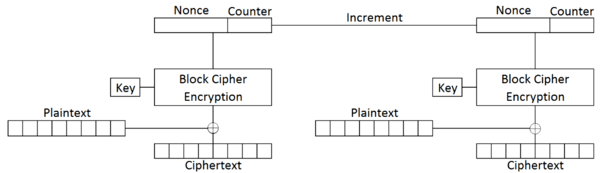 Nonce Counter
Increment
Nonce Counter
Key
Block Cipher
Encryption
Key
Block Cipher
Encryption
Plaintext
Plaintext
Ciphertext
Ciphertext